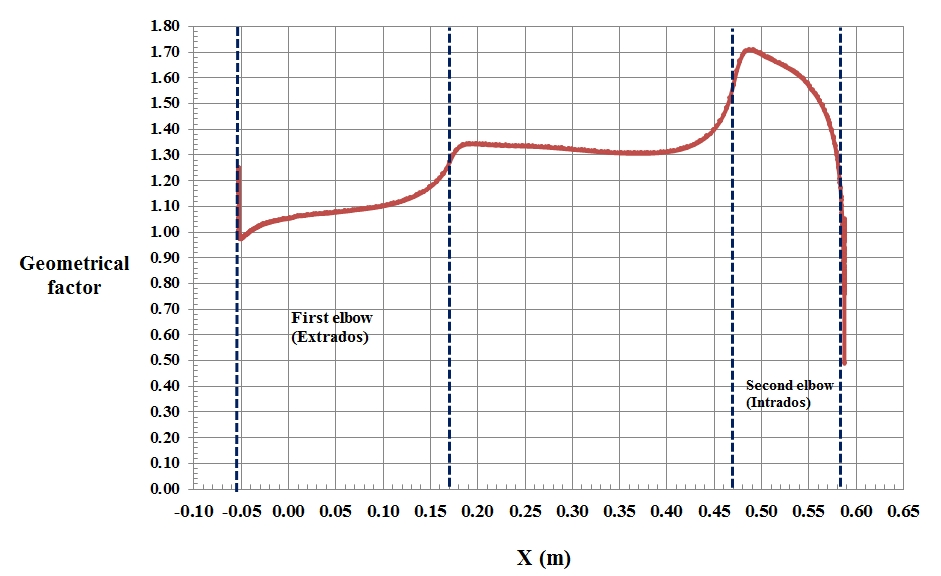 1.80
1.70
1.60
1.50
1.40
1.30
1.20
1.10
1.00
0.90
0.80
0.70
0.60
0.50
0.40
0.30
0.20
0.10
0.00
Geometrical
factor
First elbow
(Extrados)
Second elbow
(Intrados)
-0.10 -0.05 0.00 0.05 0.10 0.15 0.20 0.25 0.30 0.35 0.40 0.45 0.50 0.55 0.60 0.65
X (m)